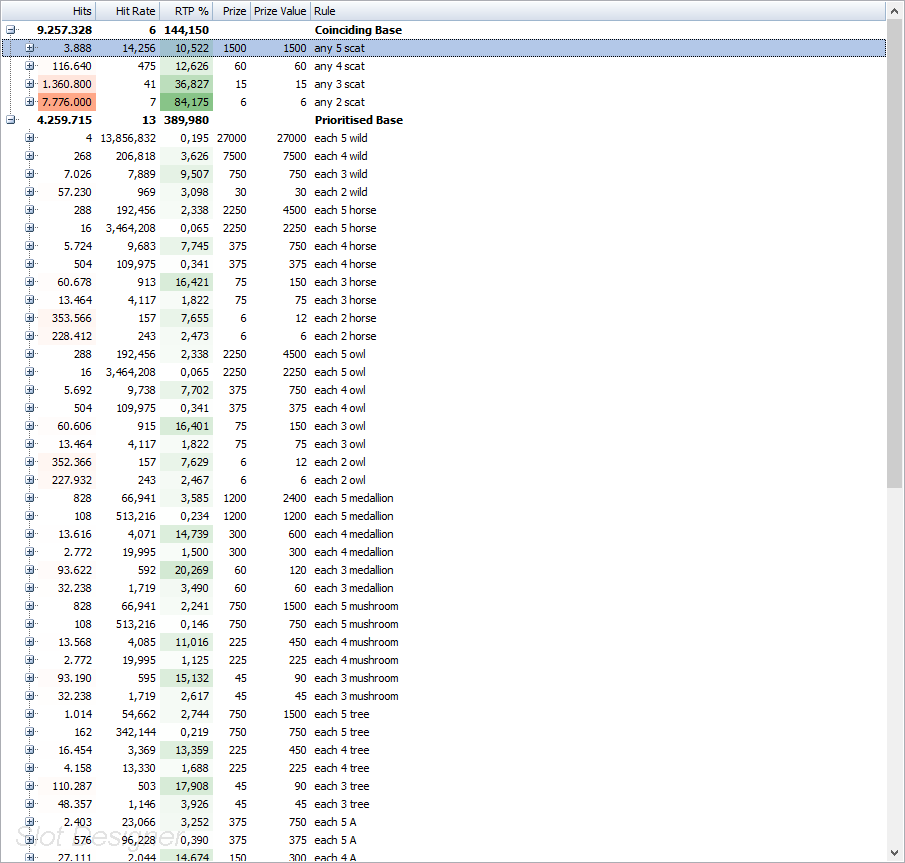 Hits Hit Rate RTP % Prize Prize Value Rule
9.257.328 6 144,150 Coinciding Base
3.888 14,256 10,522 1500 1500 any 5 scat
116.640 475 12,626 60 60 any 4 scat
1.360.800 41 36,827 15 15 any 3 scat
7.776.000 7 84,175 6 6 any 2 scat
4.259.715 13 389,980 Prioritised Base
4 13,856,832 0,195 27000 27000 each 5 wild
268 206,818 3,626 7500 7500 each 4 wild
7.026 7,889 9,507 750 750 each 3 wild
57.230 969 3,098 30 30 each 2 wild
288 192,456 2,338 2250 4500 each 5 horse
16 3,464,208 0,065 2250 2250 each 5 horse
5.724 9,683 7,745 375 750 each 4 horse
504 109,975 0,341 375 375 each 4 horse
60.678 913 16,421 75 150 each 3 horse
13.464 4,117 1,822 75 75 each 3 horse
353.566 157 7,655 6 12 each 2 horse
228.412 243 2,473 6 6 each 2 horse
288 192,456 2,338 2250 4500 each 5 owl
16 3,464,208 0,065 2250 2250 each 5 owl
5.692 9,738 7,702 375 750 each 4 owl
504 109,975 0,341 375 375 each 4 owl
60.606 915 16,401 75 150 each 3 owl
13.464 4,117 1,822 75 75 each 3 owl
352.366 157 7,629 6 12 each 2 owl
227.932 243 2,467 6 6 each 2 owl
828 66,941 3,585 1200 2400 each 5 medallion
108 513,216 0,234 1200 1200 each 5 medallion
13.616 4,071 14,739 300 600 each 4 medallion
2.772 19,995 1,500 300 300 each 4 medallion
93.622 592 20,269 60 120 each 3 medallion
32.238 1,719 3,490 60 60 each 3 medallion
828 66,941 2,241 750 1500 each 5 mushroom
108 513,216 0,146 750 750 each 5 mushroom
13.568 4,085 11,016 225 450 each 4 mushroom
2.772 19,995 1,125 225 225 each 4 mushroom
93.190 595 15,132 45 90 each 3 mushroom
32.238 1,719 2,617 45 45 each 3 mushroom
1.014 54,662 2,744 750 1500 each 5 tree
162 342,144 0,219 750 750 each 5 tree
16.454 3,369 13,359 225 450 each 4 tree
4.158 13,330 1,688 225 225 each 4 tree
110.287 503 17,908 45 90 each 3 tree
48.357 1,146 3,926 45 45 each 3 tree
2.403 23,066 3,252 375 750 each 5 A
576 96,228 0,390 375 375 each 5 A
Slot Designer
27.111 2,044 14,674 150 300 each 4 A